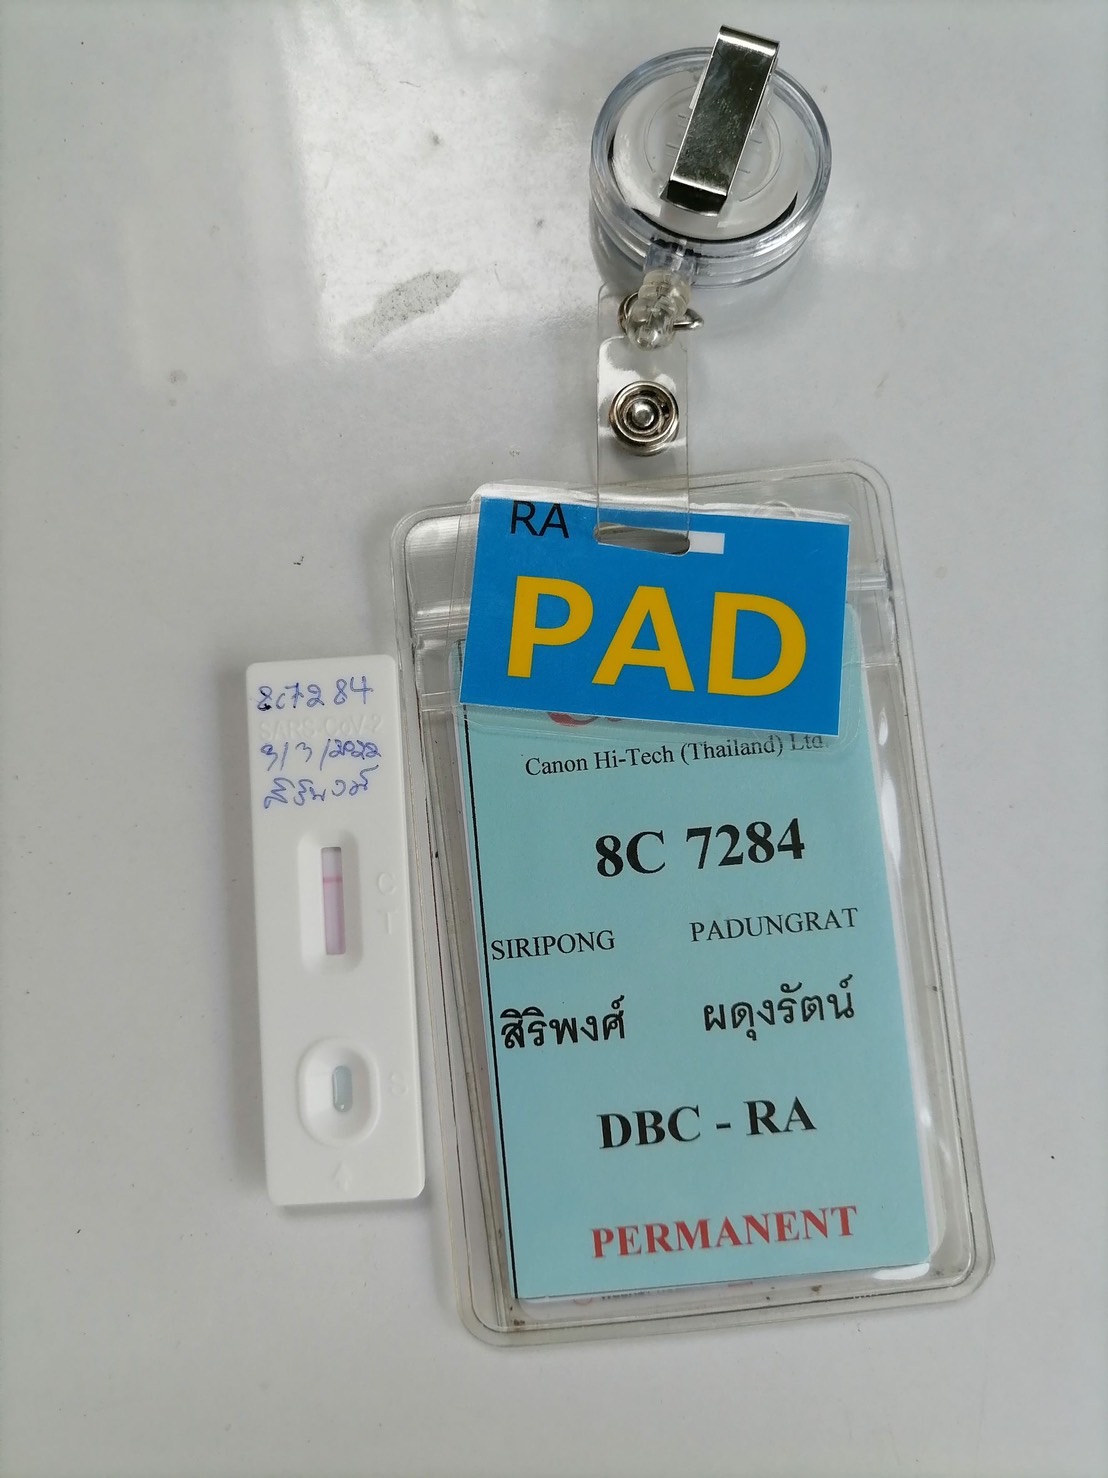 RA
PAD
Canon Hi-Tech (Thailand) Ltd.
8C 7284
SIRIPONG PADUNGRAT
สิริพงศ์ ผดุงรัตน์
DBC - RA
PERMANENT
8c7284
SARS-CoV-2
9/3/2022
สิริพงศ์
C
T
S